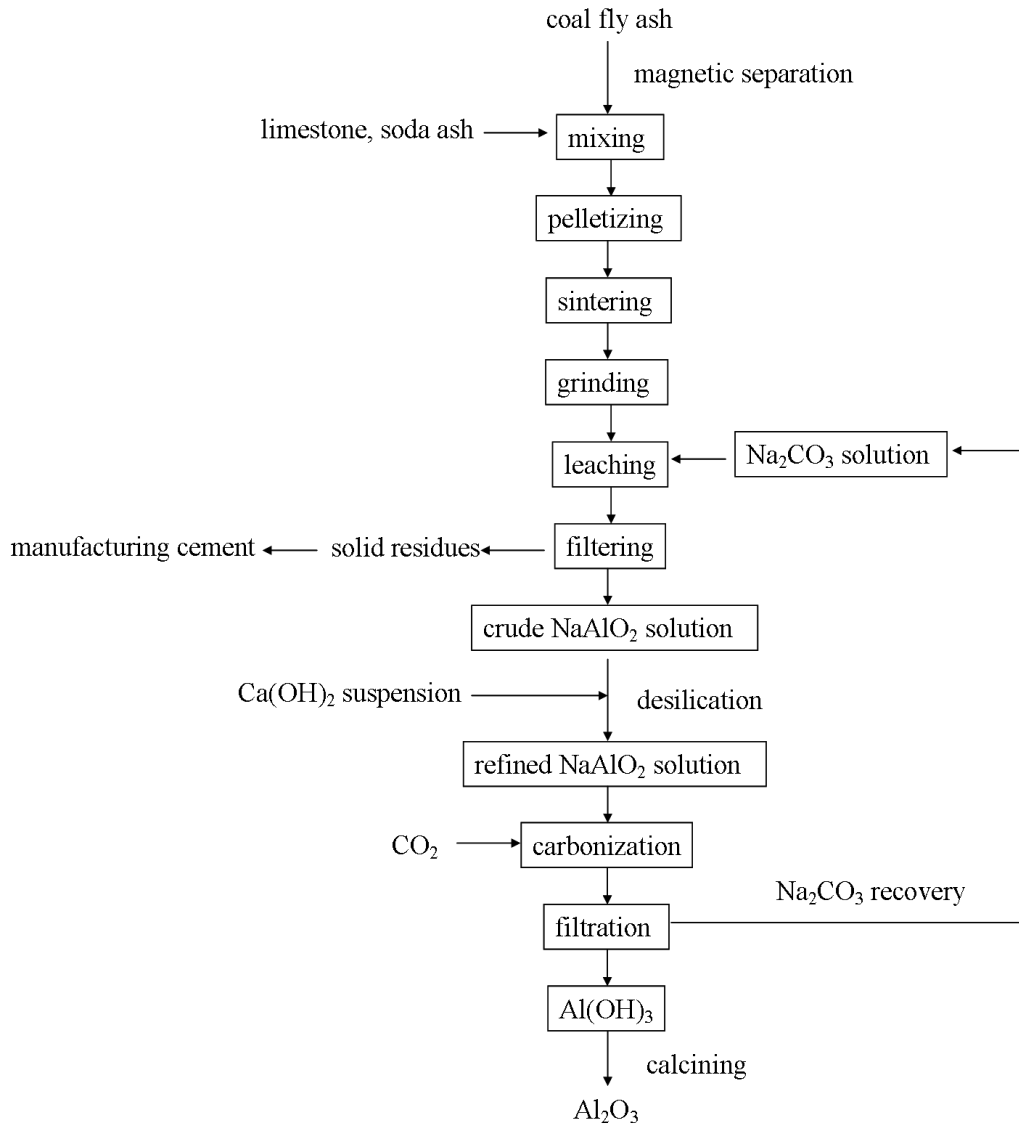 coal fly ash
magnetic separation
limestone, soda ash
mixing
pelletizing
sintering
grinding
leaching
Na₂CO₃ solution
manufacturing cement
solid residues
filtering
crude NaAlO₂ solution
Ca(OH)₂ suspension
desilication
refined NaAlO₂ solution
CO₂
carbonization
Na₂CO₃ recovery
filtration
Al(OH)₃
calcining
Al₂O₃